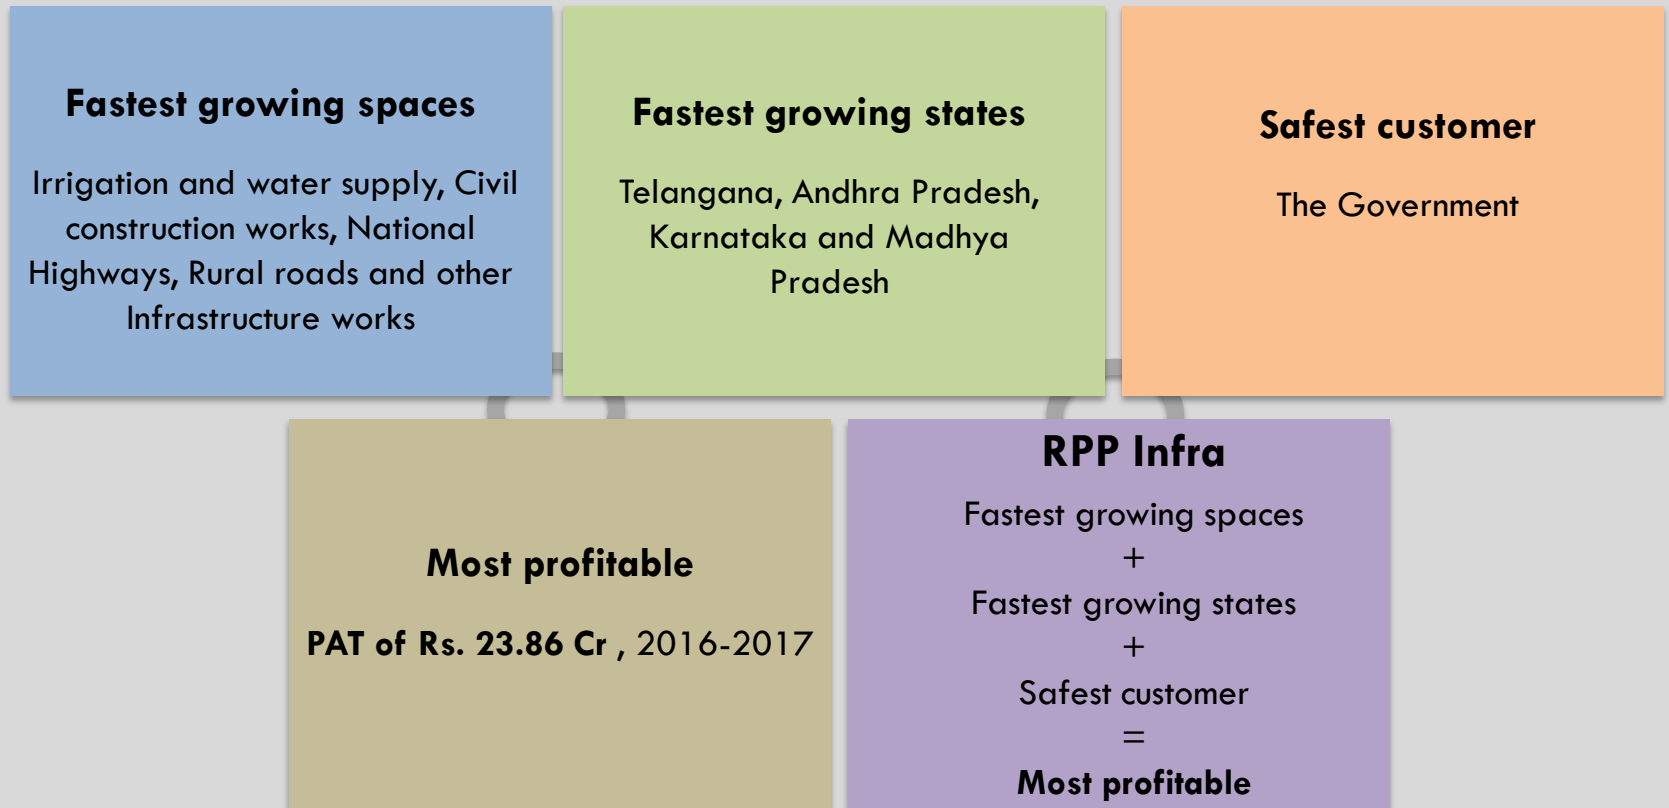 Fastest growing spaces
Irrigation and water supply, Civil
construction works, National
Highways, Rural roads and other
Infrastructure works
Fastest growing states
Telangana, Andhra Pradesh,
Karnataka and Madhya
Pradesh
Safest customer
The Government
Most profitable
PAT of Rs. 23.86 Cr , 2016-2017
RPP Infra
Fastest growing spaces
+
Fastest growing states
+
Safest customer
=
Most profitable